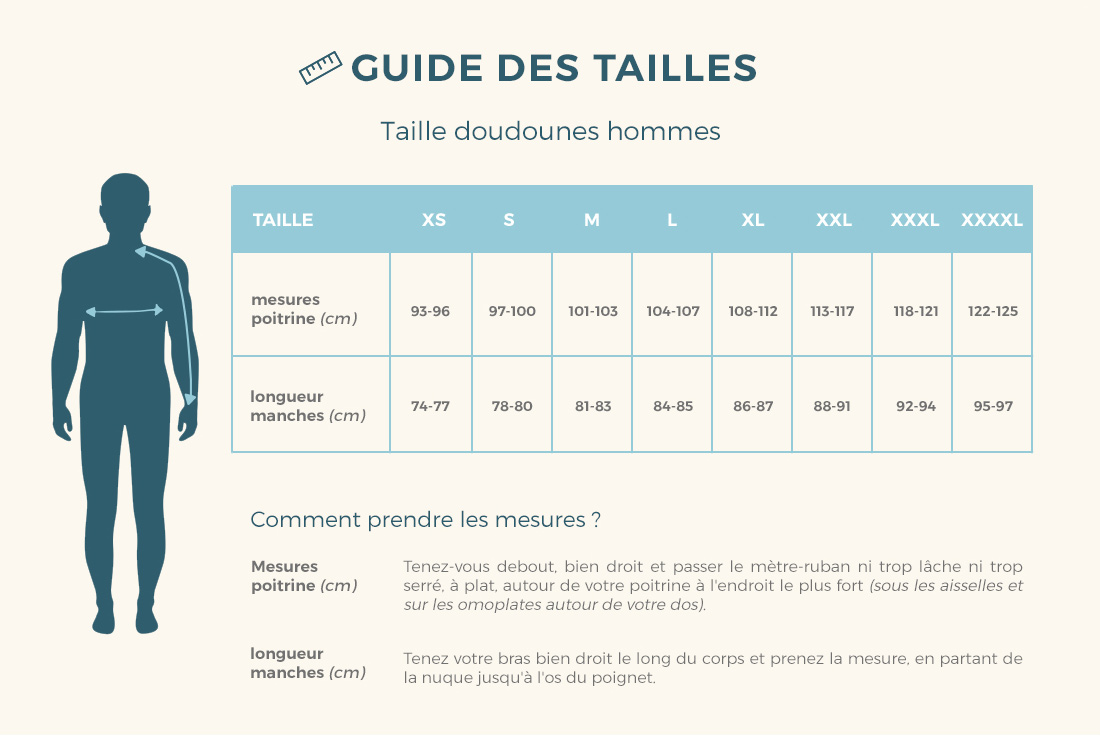 GUIDE DES TAILLES
Taille doudounes hommes
TAILLE XS S M L XL XXL XXXL XXXXL
mesures
poitrine (cm) 93-96 97-100 101-103 104-107 108-112 113-117 118-121 122-125
longueur
manches (cm) 74-77 78-80 81-83 84-85 86-87 88-91 92-94 95-97
Comment prendre les mesures ?
Mesures
poitrine (cm)
Tenez-vous debout, bien droit et passer le mètre-ruban ni trop lâche ni trop
serré, à plat, autour de votre poitrine à l'endroit le plus fort (sous les aisselles et
sur les omoplates autour de votre dos).
longueur
manches (cm)
Tenez votre bras bien droit le long du corps et prenez la mesure, en partant de
la nuque jusqu'à l'os du poignet.